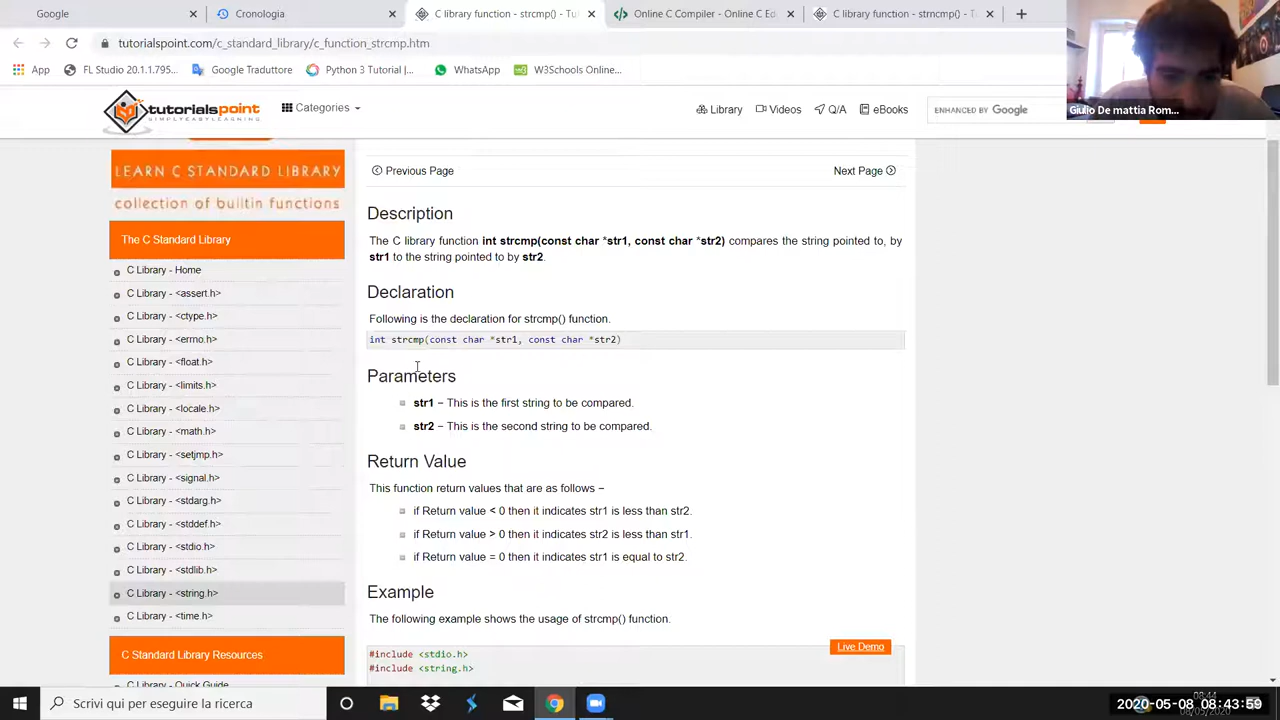 Google
Cronologia
C library function - strcmp() - Tu
Online C Compiler - Online C Ed
C library function - strncmp() - T
tutorialspoint.com/c_standard_library/c_function_strcmp.htm
App
FL Studio 20.1.1.795...
Google Traduttore
Python 3 Tutorial |...
WhatsApp
W3Schools Online...
Giulio De mattia Rom...
tutorialspoint
SIMPLYEASYLEARNING
Categories
Library
Videos
Q/A
eBooks
ENHANCED BY Google
LEARN C STANDARD LIBRARY
collection of builtin functions
The C Standard Library
C Library - Home
C Library - <assert.h>
C Library - <ctype.h>
C Library - <errno.h>
C Library - <float.h>
C Library - <limits.h>
C Library - <locale.h>
C Library - <math.h>
C Library - <setjmp.h>
C Library - <signal.h>
C Library - <stdarg.h>
C Library - <stddef.h>
C Library - <stdio.h>
C Library - <stdlib.h>
C Library - <string.h>
C Library - <time.h>
C Standard Library Resources
C Library - Quick Guide
Previous Page
Next Page
Description
The C library function int strcmp(const char *str1, const char *str2) compares the string pointed to, by
str1 to the string pointed to by str2.
Declaration
Following is the declaration for strcmp() function.
int strcmp(const char *str1, const char *str2)
Parameters
str1 − This is the first string to be compared.
str2 − This is the second string to be compared.
Return Value
This function return values that are as follows −
if Return value < 0 then it indicates str1 is less than str2.
if Return value > 0 then it indicates str2 is less than str1.
if Return value = 0 then it indicates str1 is equal to str2.
Example
The following example shows the usage of strcmp() function.
Live Demo
#include <stdio.h>
#include <string.h>
Scrivi qui per eseguire la ricerca
08:44
2020-05-08 08:43:59